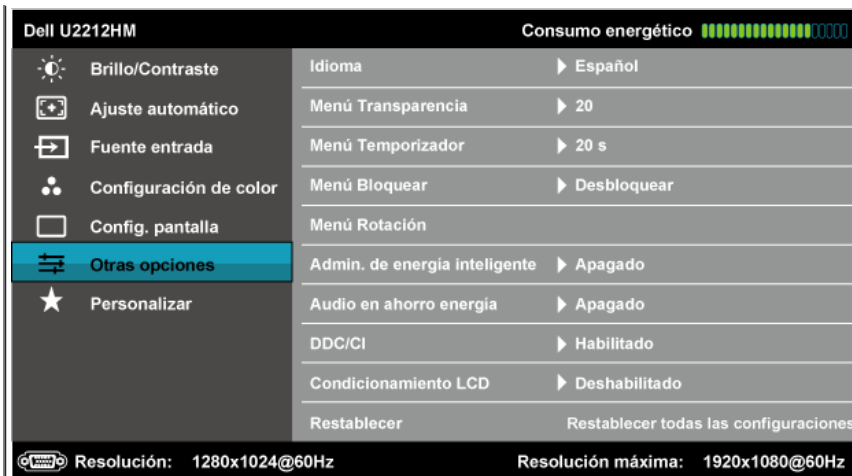 Dell U2212HM Consumo energético
Brillo/Contraste Idioma Español
Ajuste automático Menú Transparencia 20
Fuente entrada Menú Temporizador 20 s
Configuración de color Menú Bloquear Desbloquear
Config. pantalla Menú Rotación
Otras opciones Admin. de energía inteligente Apagado
Personalizar Audio en ahorro energía Apagado
DDC/CI Habilitado
Condicionamiento LCD Deshabilitado
Restablecer Restablecer todas las configuraciones
Resolución: 1280x1024@60Hz Resolución máxima: 1920x1080@60Hz